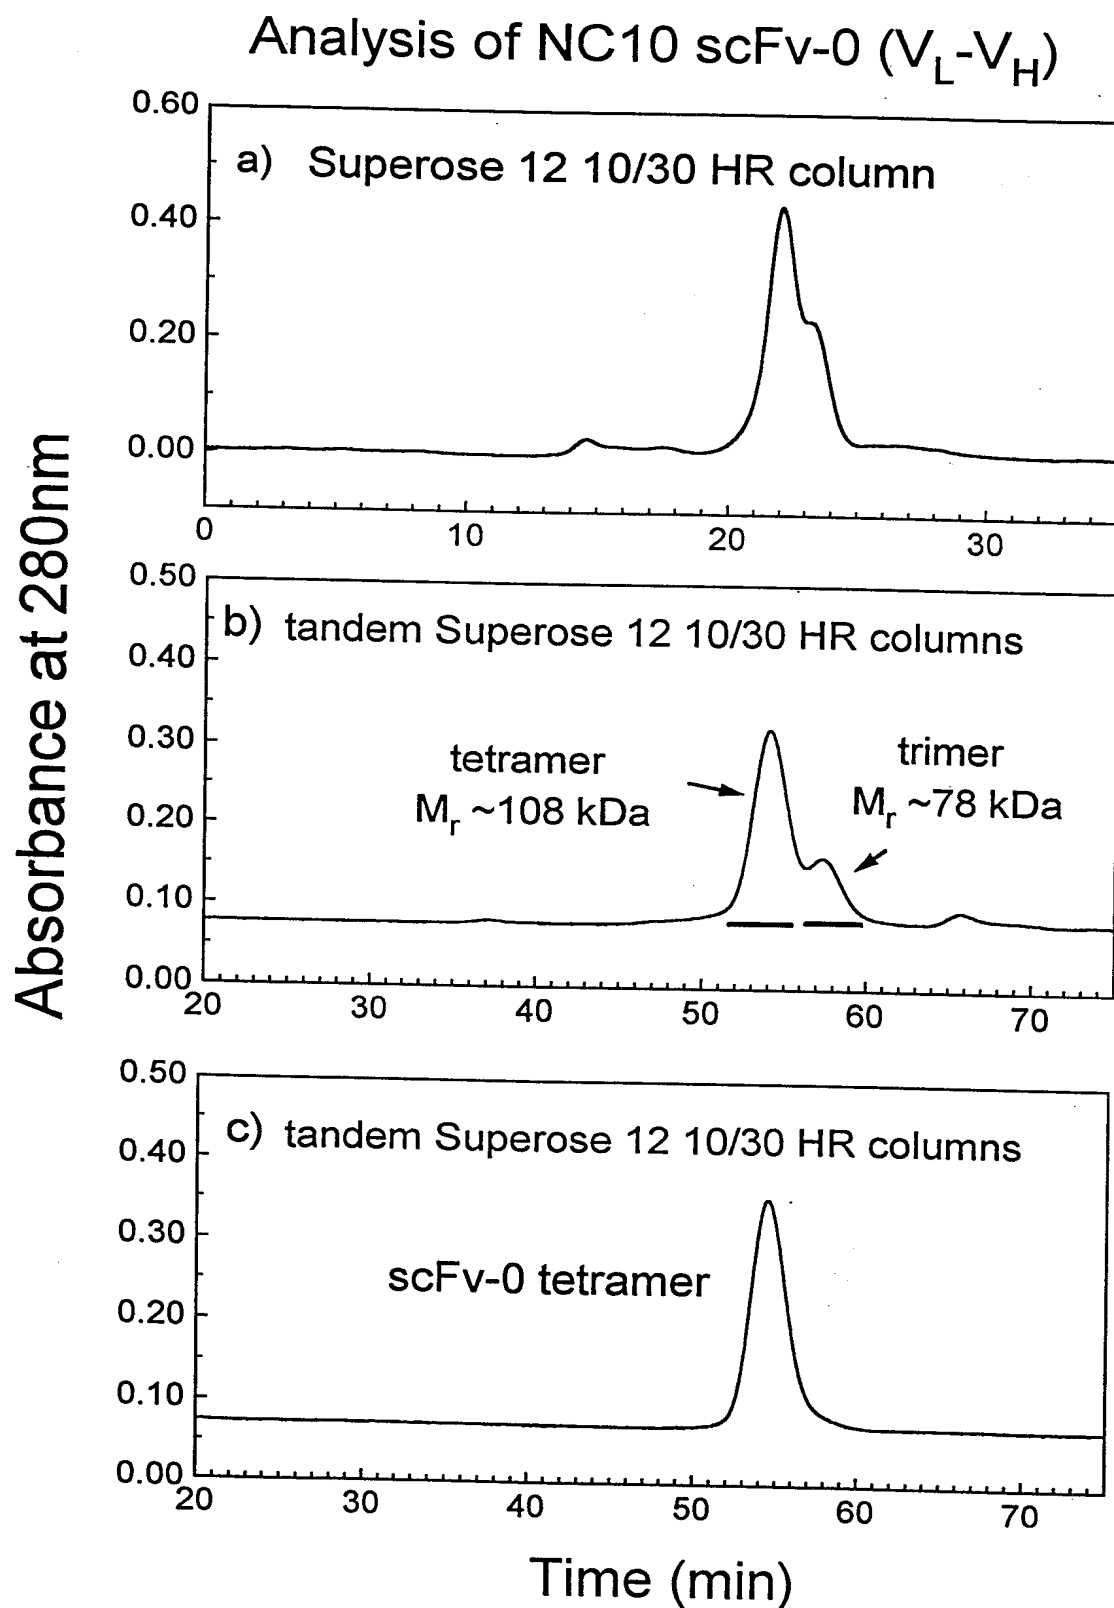 Analysis of NC10 scFv-0 (V_L-V_H)
Absorbance at 280nm
0.60
a) Superose 12 10/30 HR column
0.40
0.20
0.00
0 10 20 30
0.50
b) tandem Superose 12 10/30 HR columns
0.40
0.30
tetramer
M_r ~108 kDa
trimer
M_r ~78 kDa
0.20
0.10
0.00
20 30 40 50 60 70
0.50
c) tandem Superose 12 10/30 HR columns
0.40
0.30
scFv-0 tetramer
0.20
0.10
0.00
20 30 40 50 60 70
Time (min)